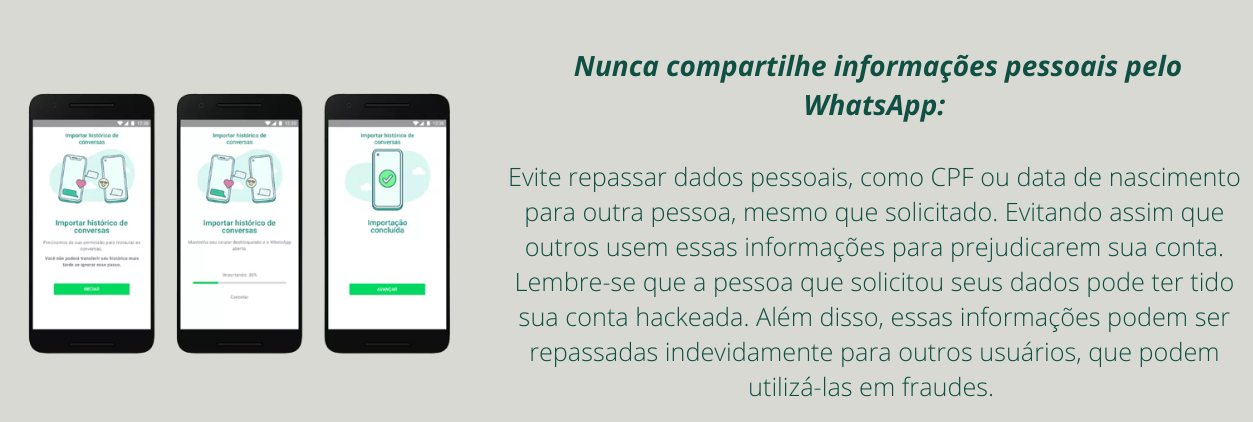 Importar histórico de
conversas
Importar histórico de
conversas
Precisamos da sua permissão para restaurar as
conversas.
Você não poderá transferir seu histórico mais
tarde se ignorar esse passo.
INICIAR
Importar histórico de
conversas
Importar histórico de
conversas
Mantenha seu celular desbloqueado e o WhatsApp
aberto.
Importando: 30%
Cancelar
Importar histórico de
conversas
Importação
concluída
AVANÇAR
Nunca compartilhe informações pessoais pelo
WhatsApp:
Evite repassar dados pessoais, como CPF ou data de nascimento
para outra pessoa, mesmo que solicitado. Evitando assim que
outros usem essas informações para prejudicarem sua conta.
Lembre-se que a pessoa que solicitou seus dados pode ter tido
sua conta hackeada. Além disso, essas informações podem ser
repassadas indevidamente para outros usuários, que podem
utilizá-las em fraudes.